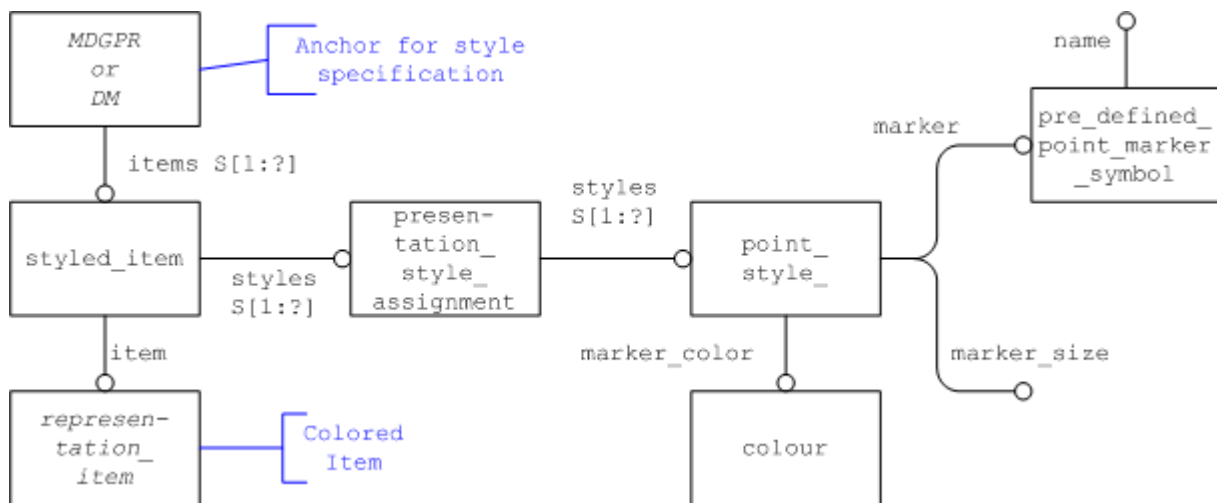 MDGPR
or
DM
Anchor for style
specification
name
pre_defined_
point_marker
_symbol
marker
items S[1:?]
styled_item
styles
S[1:?]
presen-
tation_
style_
assignment
styles
S[1:?]
point_
style_
item
marker_color
marker_size
represen-
tation_
item
Colored
Item
colour